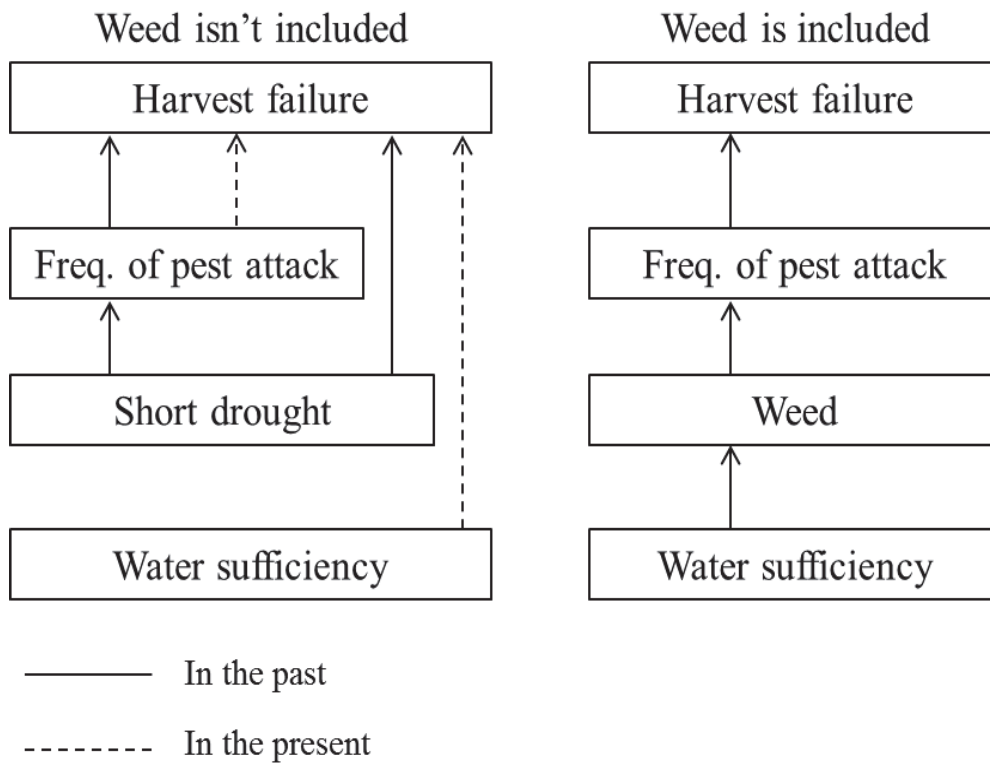 Weed isn't included
Harvest failure
Freq. of pest attack
Short drought
Water sufficiency
Weed is included
Harvest failure
Freq. of pest attack
Weed
Water sufficiency
In the past
In the present